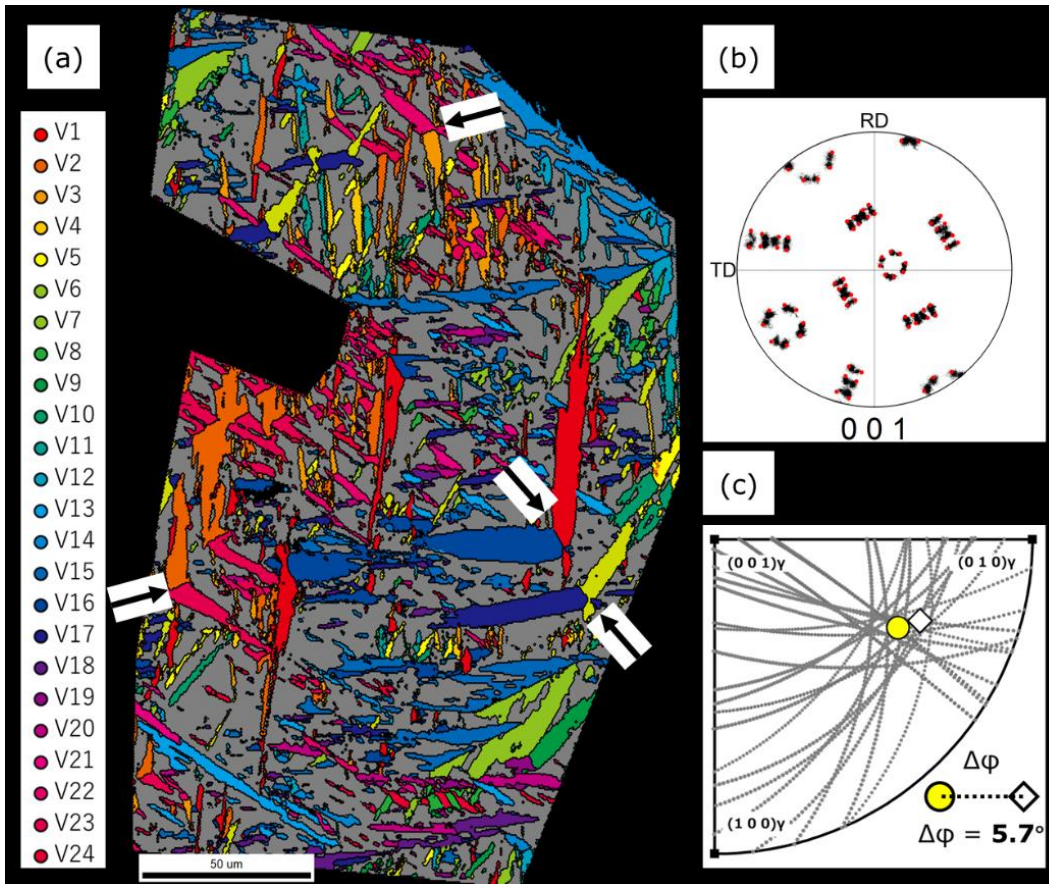 (a)
V1
V2
V3
V4
V5
V6
V7
V8
V9
V10
V11
V12
V13
V14
V15
V16
V17
V18
V19
V20
V21
V22
V23
V24
50 um
(b)
RD
TD
0 0 1
(c)
(0 0 1)γ
(0 1 0)γ
(1 0 0)γ
Δφ
Δφ = 5.7°